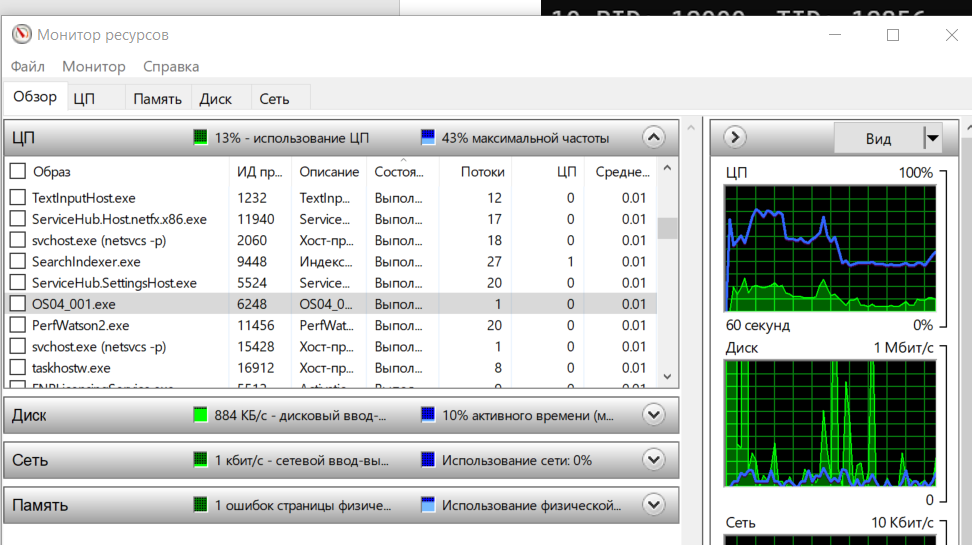 Монитор ресурсов
Файл Монитор Справка
Обзор ЦП Память Диск Сеть
ЦП 13% - использование ЦП 43% максимальной частоты
Образ ИД пр... Описание Состоя... Потоки ЦП Средне...
TextInputHost.exe 1232 TextInp... Выпол... 12 0 0.01
ServiceHub.Host.netfx.x86.exe 11940 Service... Выпол... 17 0 0.01
svchost.exe (netsvcs -p) 2060 Хост-пр... Выпол... 18 0 0.01
SearchIndexer.exe 9448 Индекс... Выпол... 27 1 0.01
ServiceHub.SettingsHost.exe 5524 Service... Выпол... 20 0 0.01
OS04_001.exe 6248 OS04_0... Выпол... 1 0 0.01
PerfWatson2.exe 11456 PerfWat... Выпол... 20 0 0.01
svchost.exe (netsvcs -p) 15428 Хост-пр... Выпол... 1 0 0.01
taskhostw.exe 16912 Хост-пр... Выпол... 8 0 0.01
Диск 884 КБ/с - дисковый ввод-... 10% активного времени (м...
Сеть 1 кбит/с - сетевой ввод-вы... Использование сети: 0%
Память 1 ошибок страницы физиче... Использование физической...
Вид
ЦП 100%
60 секунд 0%
Диск 1 Мбит/с
0
Сеть 10 Кбит/с